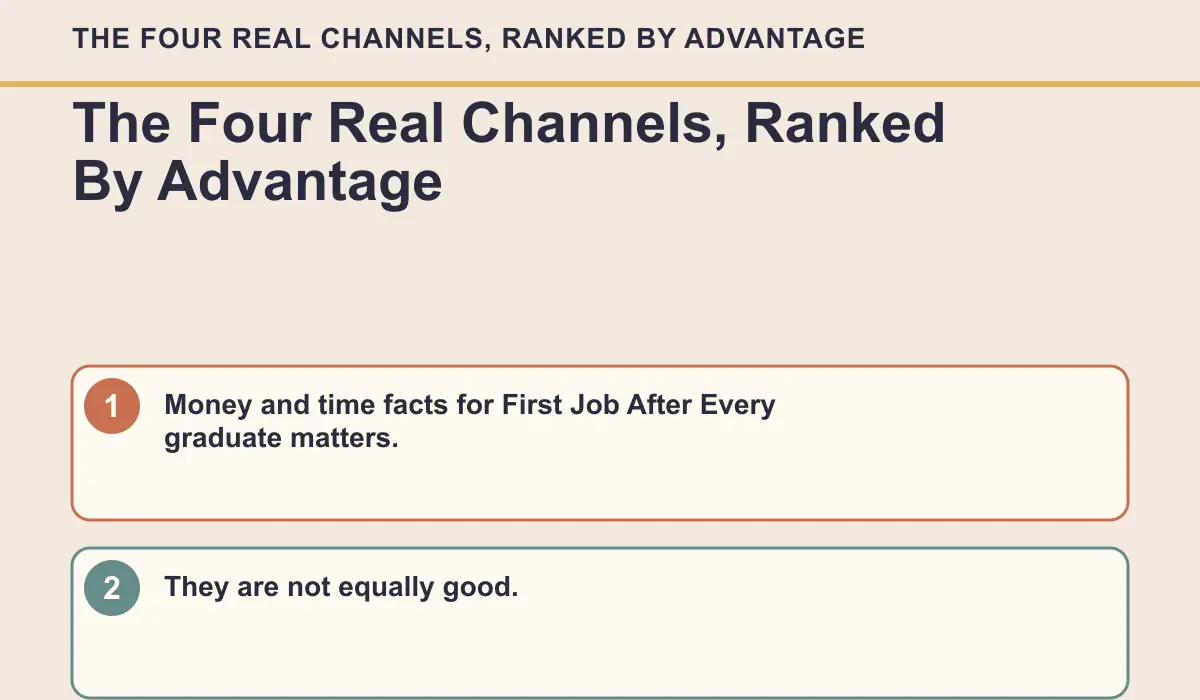 THE FOUR REAL CHANNELS, RANKED BY ADVANTAGE
The Four Real Channels, Ranked
By Advantage
1
Money and time facts for First Job After Every
graduate matters.
2
They are not equally good.